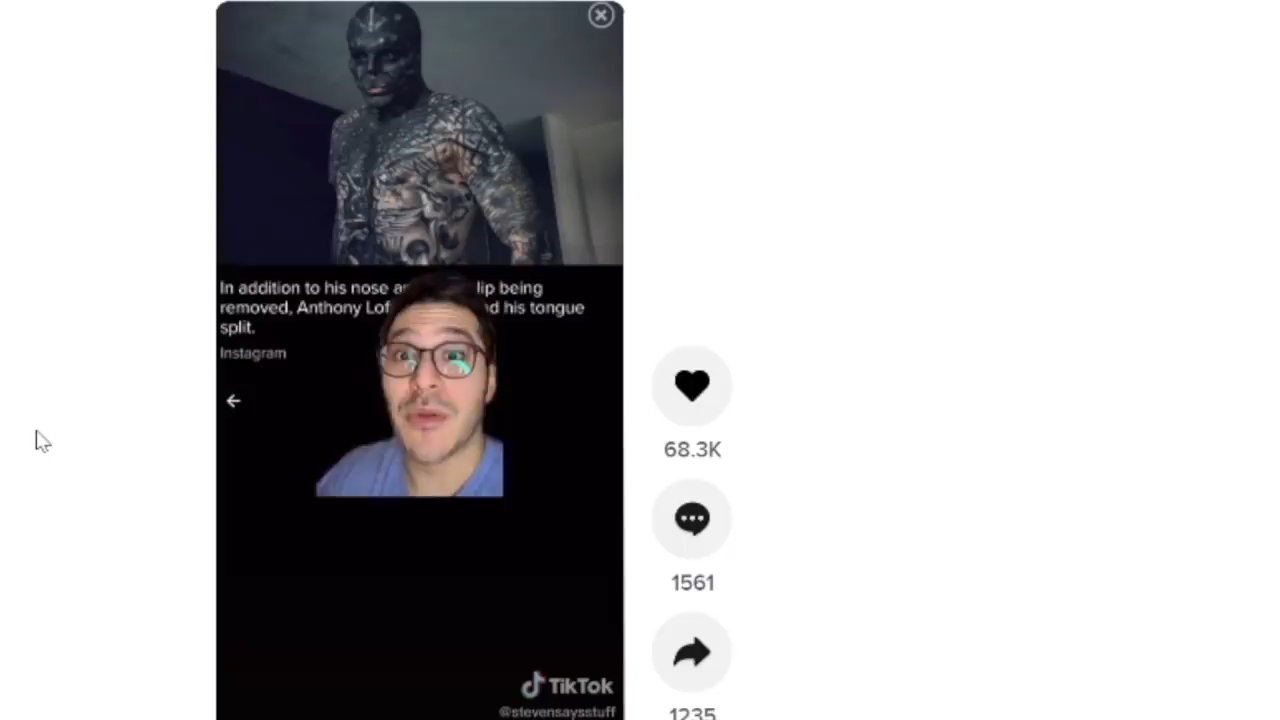 In addition to his nose lip being
removed, Anthony his tongue
split.
Instagram
68.3K
1561
1235
TikTok
@stevensaysstuff